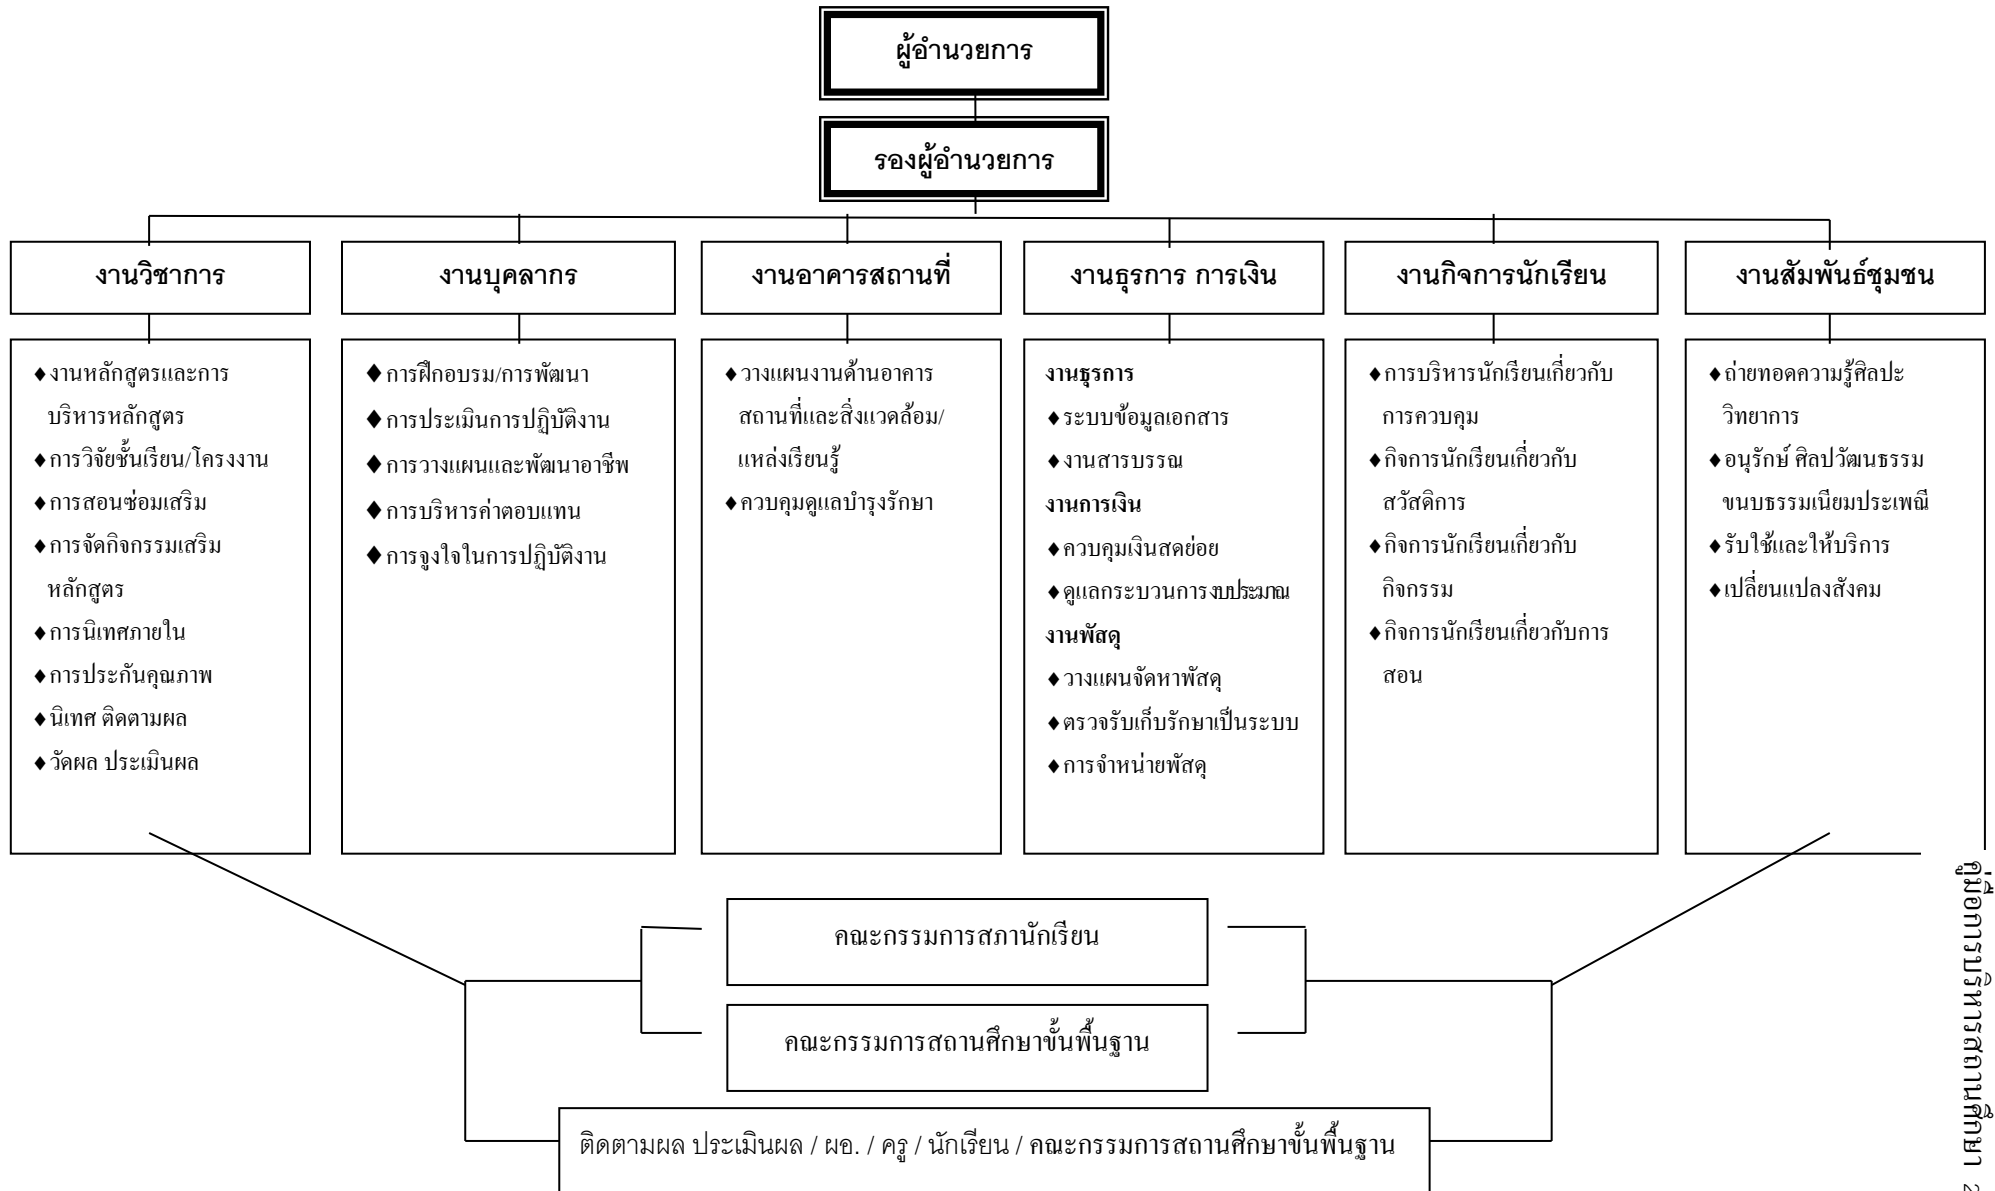 ผู้อำนวยการ
รองผู้อำนวยการ
งานวิชาการ
งานบุคลากร
งานอาคารสถานที่
งานธุรการ การเงิน
งานกิจการนักเรียน
งานสัมพันธ์ชุมชน
♦งานหลักสูตรและการ
บริหารหลักสูตร
♦การวิจัยชั้นเรียน/โครงงาน
♦การสอนซ่อมเสริม
♦การจัดกิจกรรมเสริม
หลักสูตร
♦การนิเทศภายใน
♦การประกันคุณภาพ
♦นิเทศ ติดตามผล
♦วัดผล ประเมินผล
♦การฝึกอบรม/การพัฒนา
♦การประเมินการปฏิบัติงาน
♦การวางแผนและพัฒนาอาชีพ
♦การบริหารค่าตอบแทน
♦การจูงใจในการปฏิบัติงาน
♦วางแผนงานด้านอาคาร
สถานที่และสิ่งแวดล้อม/
แหล่งเรียนรู้
♦ควบคุมดูแลบำรุงรักษา
งานธุรการ
♦ระบบข้อมูลเอกสาร
♦งานสารบรรณ
งานการเงิน
♦ควบคุมเงินสดย่อย
♦ดูแลกระบวนการงบประมาณ
งานพัสดุ
♦วางแผนจัดหาพัสดุ
♦ตรวจรับเก็บรักษาเป็นระบบ
♦การจำหน่ายพัสดุ
♦การบริหารนักเรียนเกี่ยวกับ
การควบคุม
♦กิจการนักเรียนเกี่ยวกับ
สวัสดิการ
♦กิจการนักเรียนเกี่ยวกับ
กิจกรรม
♦กิจการนักเรียนเกี่ยวกับการ
สอน
♦ถ่ายทอดความรู้ศิลปะ
วิทยาการ
♦อนุรักษ์ ศิลปวัฒนธรรม
ขนบธรรมเนียมประเพณี
♦รับใช้และให้บริการ
♦เปลี่ยนแปลงสังคม
คณะกรรมการสภานักเรียน
คณะกรรมการสถานศึกษาขั้นพื้นฐาน
ติดตามผล ประเมินผล / ผอ. / ครู / นักเรียน / คณะกรรมการสถานศึกษาขั้นพื้นฐาน
คู่มือการบริหารสถานศึกษา